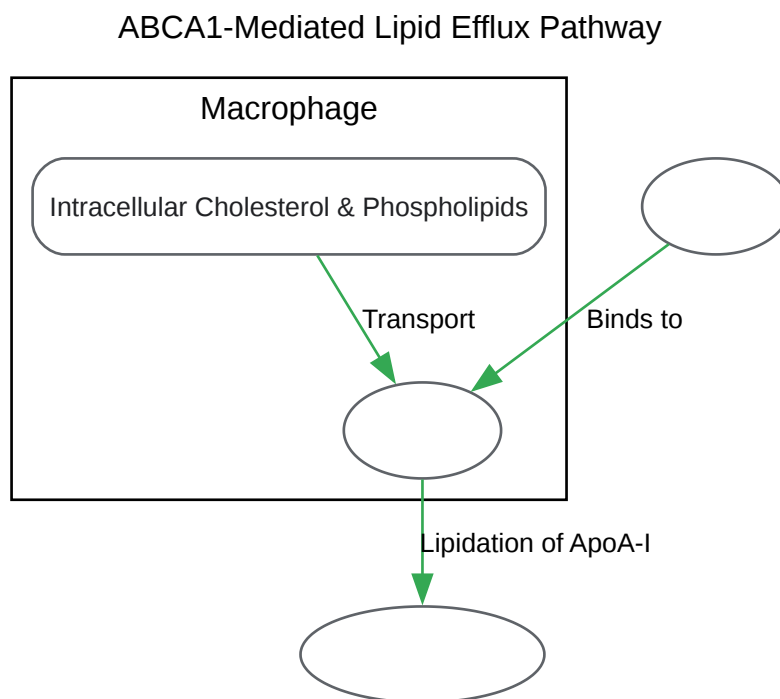 ABCA1-Mediated Lipid Efflux Pathway
Macrophage
Intracellular Cholesterol & Phospholipids
Transport
Binds to
Lipidation of ApoA-I